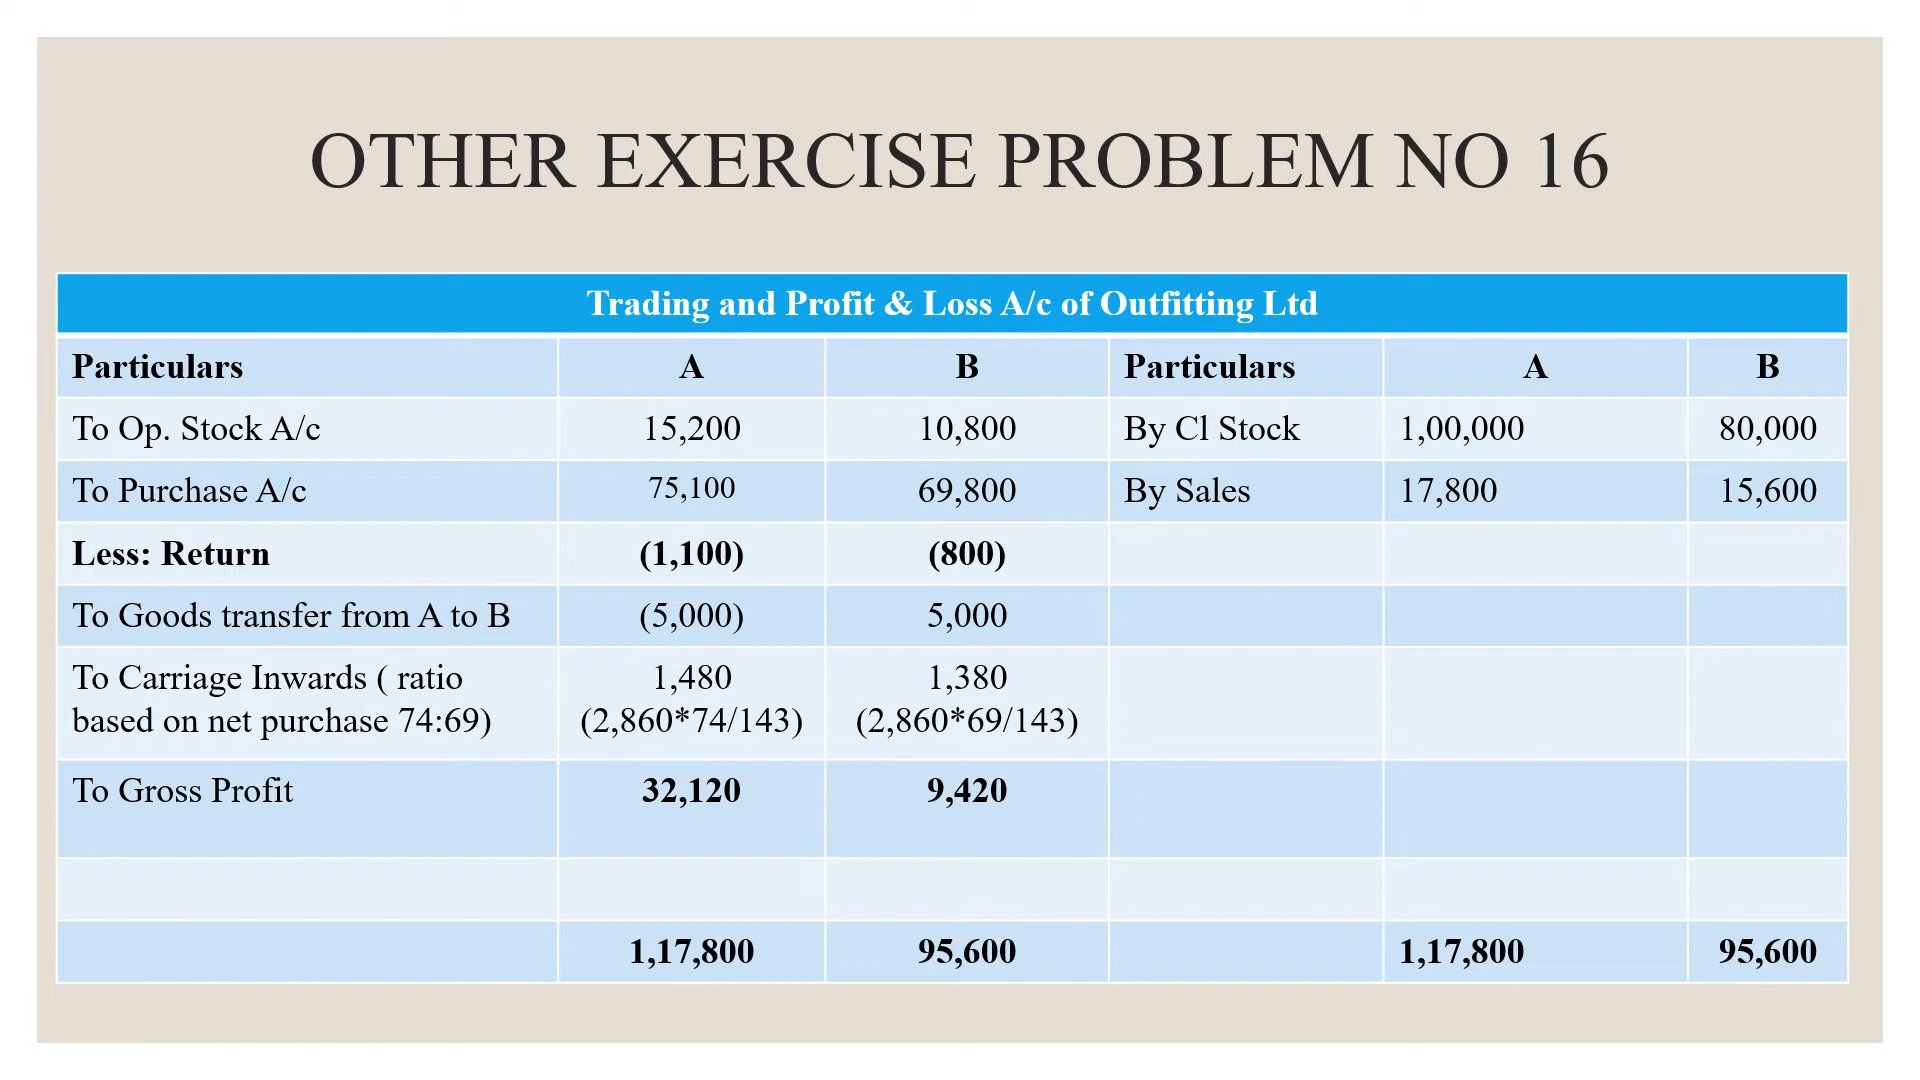 OTHER EXERCISE PROBLEM NO 16
Trading and Profit & Loss A/c of Outfitting Ltd
Particulars A B Particulars A B
To Op. Stock A/c 15,200 10,800 By Cl Stock 1,00,000 80,000
To Purchase A/c 75,100 69,800 By Sales 17,800 15,600
Less: Return (1,100) (800)
To Goods transfer from A to B (5,000) 5,000
To Carriage Inwards ( ratio 1,480 1,380
based on net purchase 74:69) (2,860*74/143) (2,860*69/143)
To Gross Profit 32,120 9,420
1,17,800 95,600 1,17,800 95,600